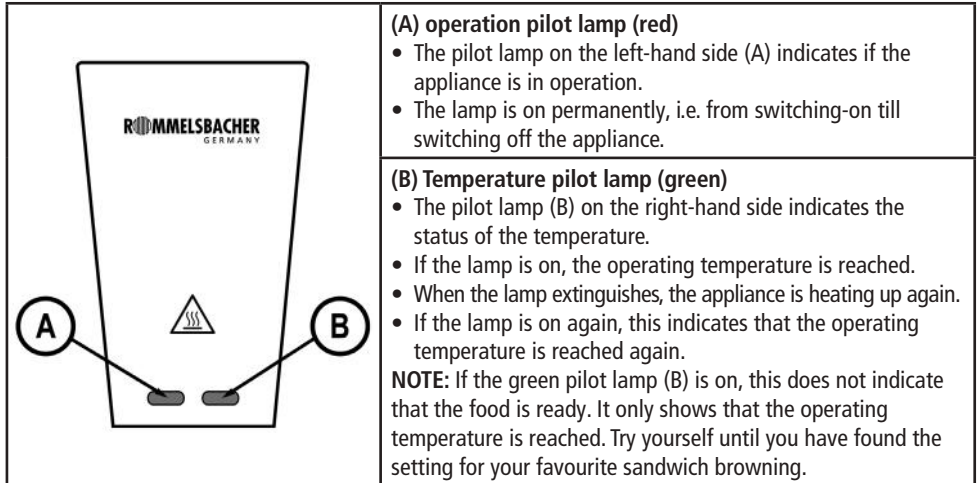 ROMMELSBACHER
GERMANY
A
B
(A) operation pilot lamp (red)
• The pilot lamp on the left-hand side (A) indicates if the
appliance is in operation.
• The lamp is on permanently, i.e. from switching-on till
switching off the appliance.
(B) Temperature pilot lamp (green)
• The pilot lamp (B) on the right-hand side indicates the
status of the temperature.
• If the lamp is on, the operating temperature is reached.
• When the lamp extinguishes, the appliance is heating up again.
• If the lamp is on again, this indicates that the operating
temperature is reached again.
NOTE: If the green pilot lamp (B) is on, this does not indicate
that the food is ready. It only shows that the operating
temperature is reached. Try yourself until you have found the
setting for your favourite sandwich browning.